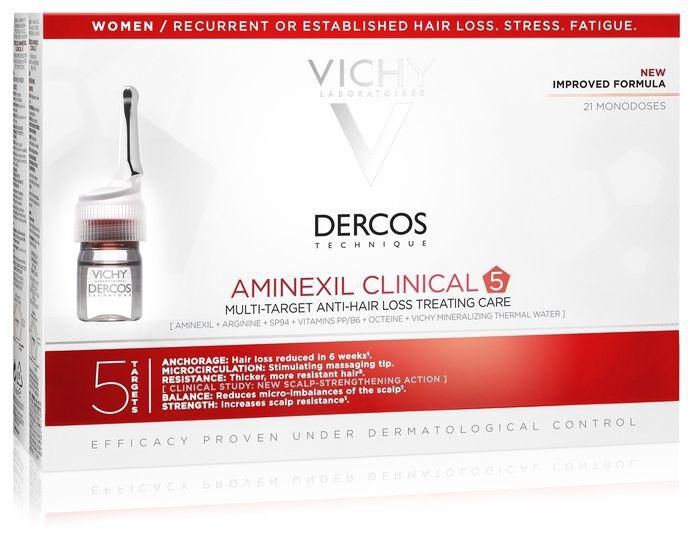 WOMEN / RECURRENT OR ESTABLISHED HAIR LOSS. STRESS. FATIGUE.
VICHY
LABORATOIRES
NEW
IMPROVED FORMULA
21 MONODOSES
DERCOS
TECHNIQUE
VICHY
LABORATOIRES
DERCOS
TECHNIQUE
AMINEXIL CLINICAL 5
MULTI-TARGET ANTI-HAIR LOSS TREATING CARE
[ AMINEXIL + ARGININE + SP94 + VITAMINS PP/B6 + OCTEINE + VICHY MINERALIZING THERMAL WATER ]
5 TARGETS
ANCHORAGE: Hair loss reduced in 6 weeks¹.
MICROCIRCULATION: Stimulating massaging tip.
RESISTANCE: Thicker, more resistant hair².
[ CLINICAL STUDY: NEW SCALP-STRENGTHENING ACTION ]
BALANCE: Reduces micro-imbalances of the scalp¹.
STRENGTH: Increases scalp resistance¹.
EFFICACY PROVEN UNDER DERMATOLOGICAL CONTROL